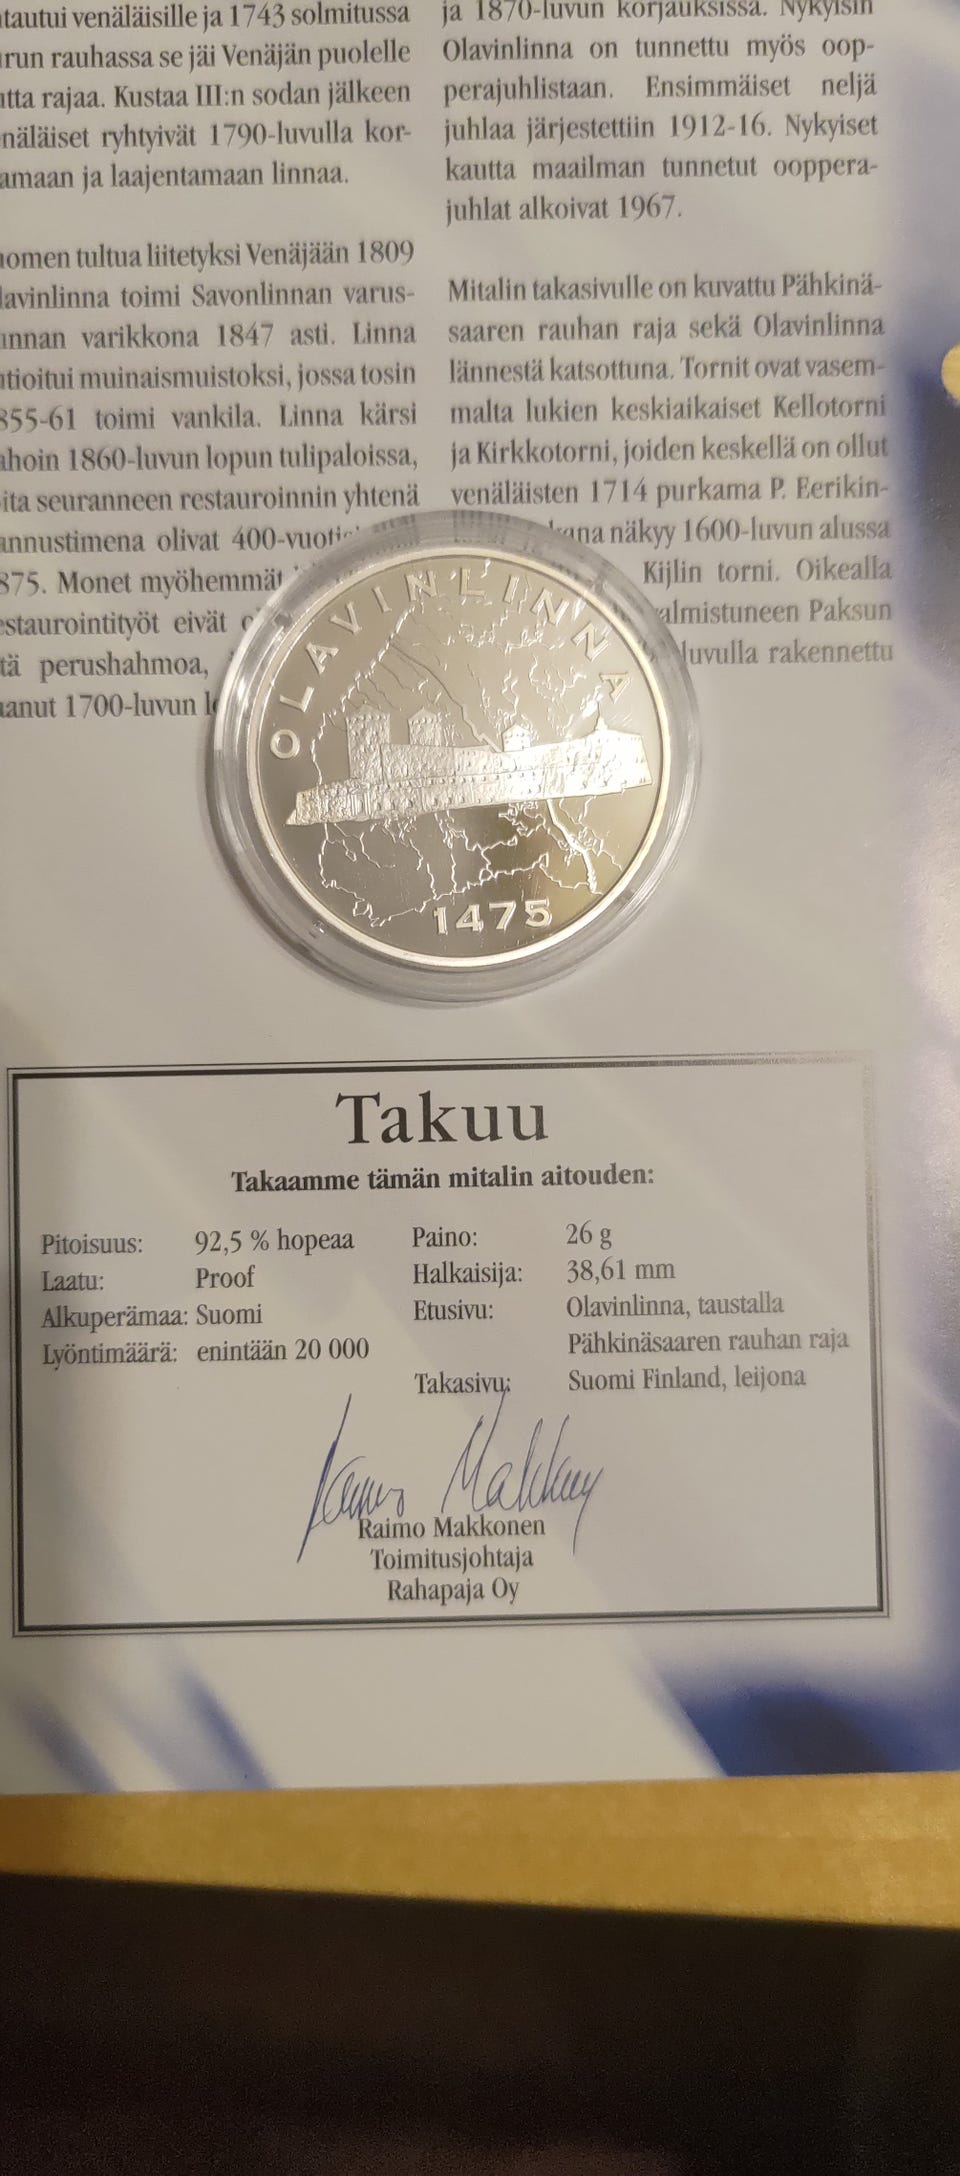 tautui venäläisille ja 1743 solmitussa
run rauhassa se jäi Venäjän puolelle
rajaa. Kustaa III:n sodan jälkeen
ryhtyivät 1790-luvulla kor-
ja laajentamaan linnaa.
tultua liitetyksi Venäjään 1809
toimi Savonlinnan varus-
varikkona 1847 asti. Linna
muinaismuistoksi, jossa tosin
855-61 toimi vankila. Linna kärsi
1860-luvun lopun tulipaloissa,
seuranneen restauroinnin yhtenä
olivat 400-vuoti
875. Monet myöhemmät
restaurointityöt eivät
perushahmoa,
1700-luvun
ja 1870-luvun korjauksissa. Nykyisin
Olavinlinna on tunnettu myös oop-
perajuhlistaan. Ensimmäiset neljä
juhlaa järjestettiin 1912-16. Nykyiset
kautta maailman tunnetut ooppera-
juhlat alkoivat 1967.
Mitalin takasivulle on kuvattu Pähkinä-
saaren rauhan raja sekä Olavinlinna
lännestä katsottuna. Tornit ovat vasem-
malta lukien keskiaikaiset Kellotorni
ja Kirkkotorni, joiden keskellä on ollut
venäläisten 1714 purkama P. Eerikin-
näkyy 1600-luvun alussa
Kijlin torni. Oikealla
almistuneen Paksun
luvulla rakennettu
OLAVINLINNA
1475
Takuu
Takaamme tämän mitalin aitouden:
Pitoisuus: 92,5 % hopeaa
Laatu: Proof
Alkuperämaa: Suomi
Lyöntimäärä: enintään 20 000
Paino: 26 g
Halkaisija: 38,61 mm
Etusivu: Olavinlinna, taustalla
Pähkinäsaaren rauhan raja
Takasivu: Suomi Finland, leijona
Raimo Makkonen
Toimitusjohtaja
Rahapaja Oy